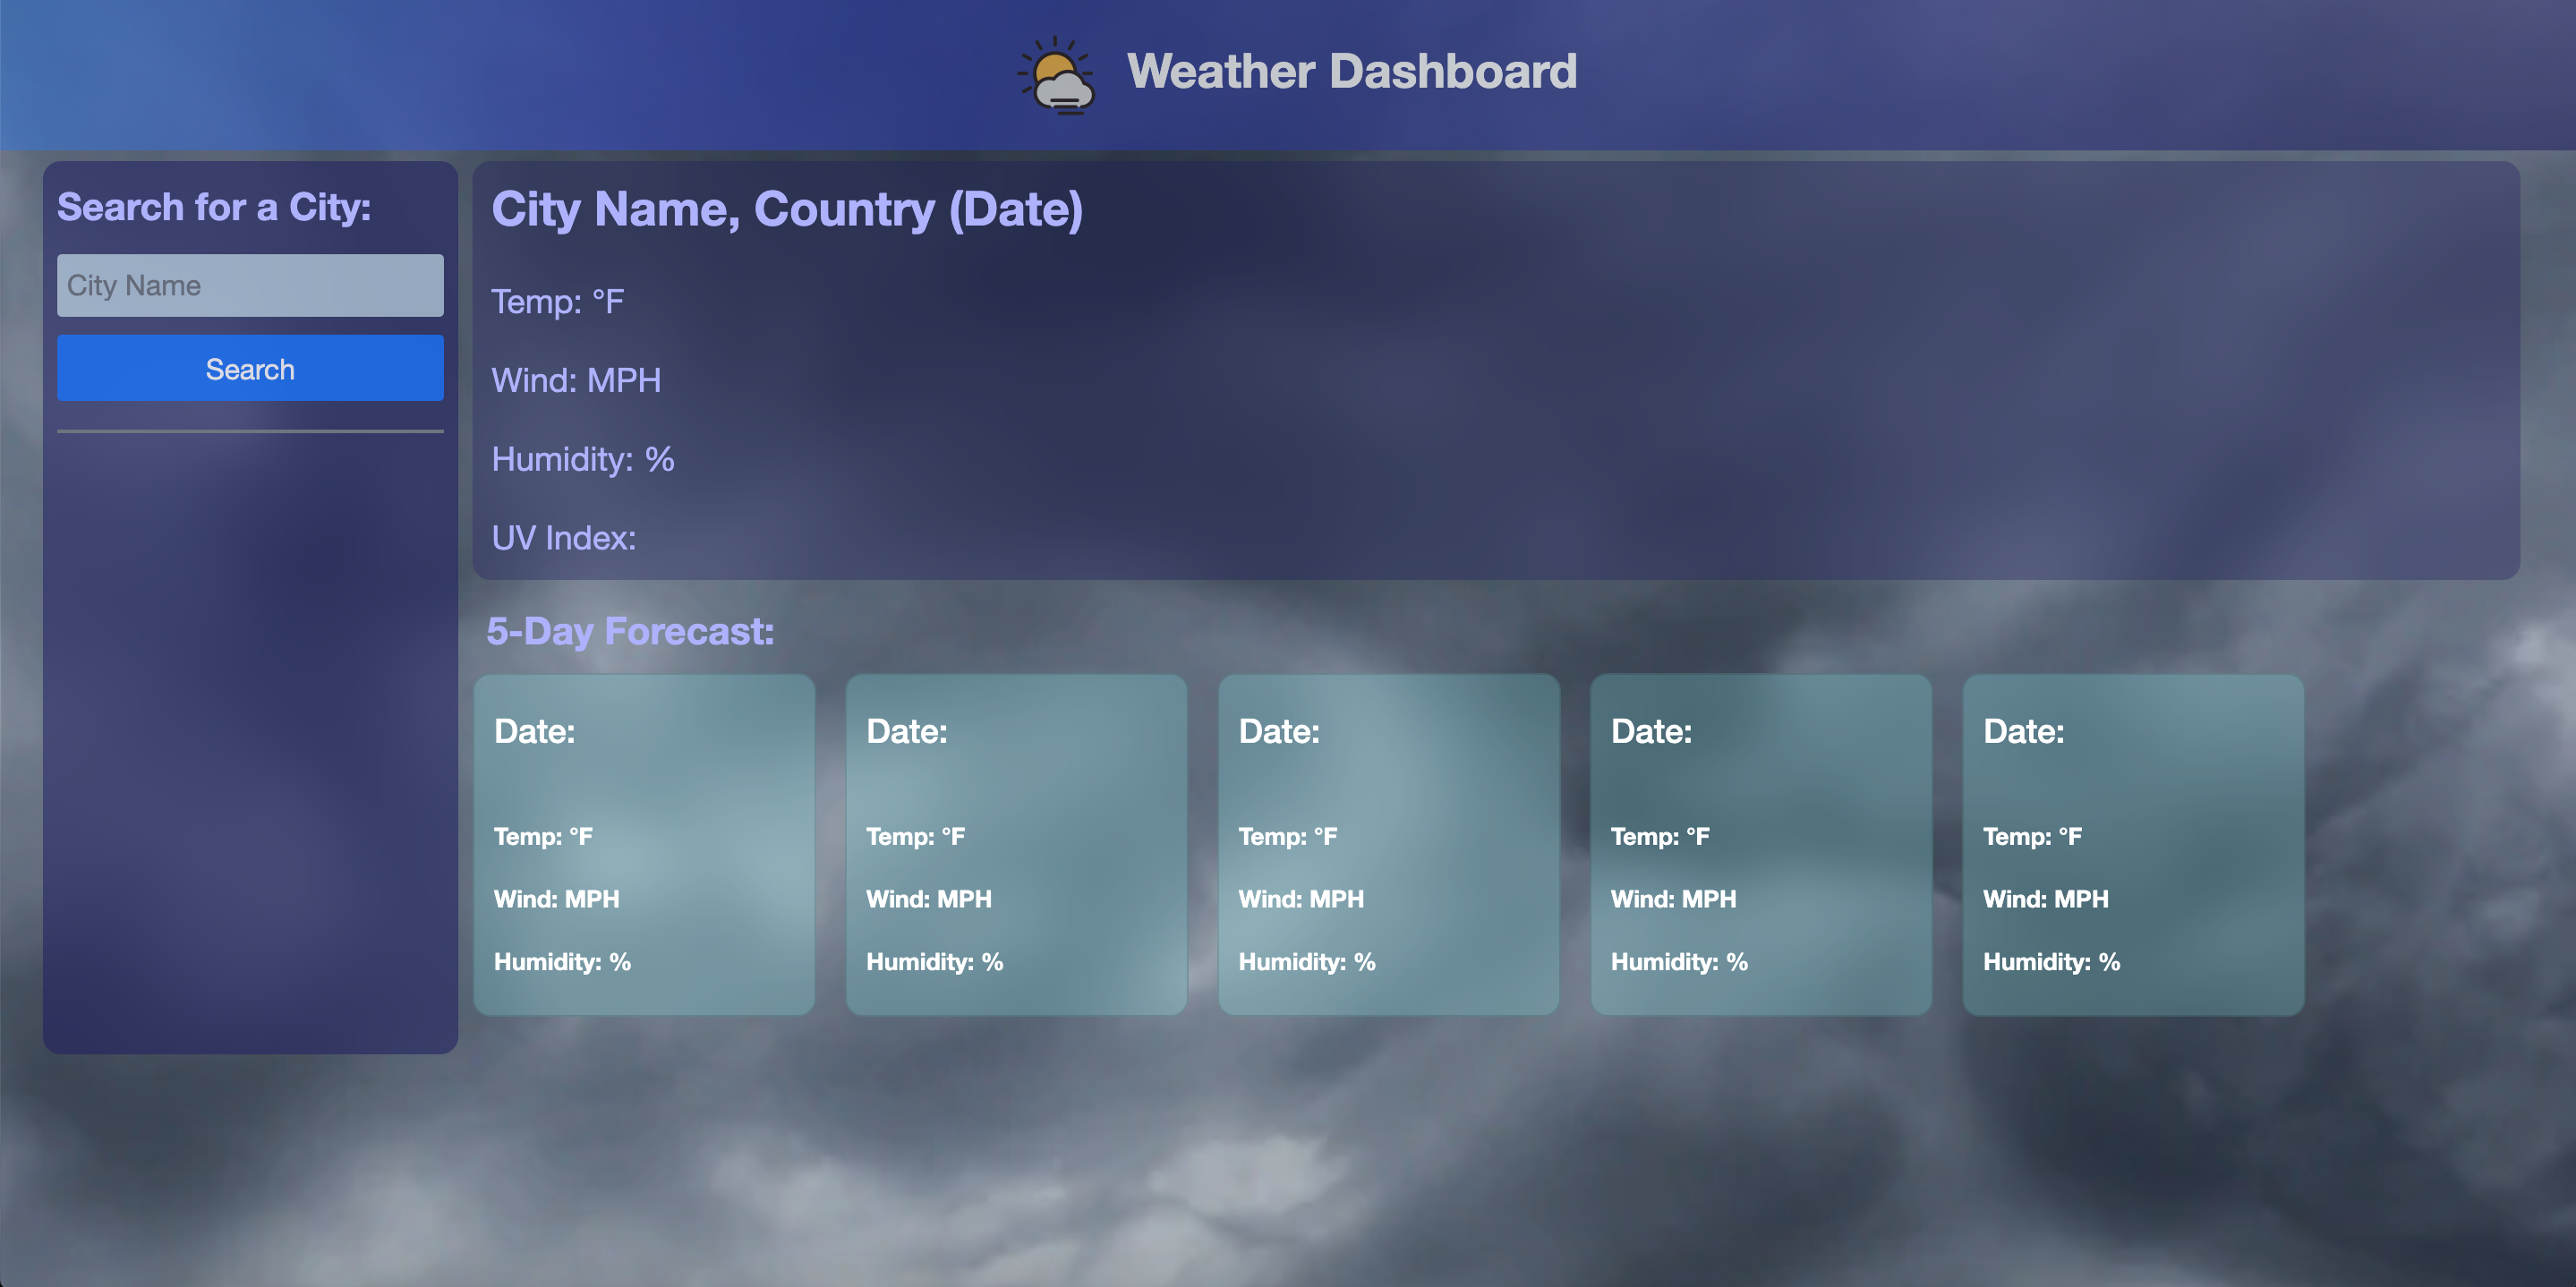 Weather Dashboard
Search for a City:
City Name
Search
City Name, Country (Date)
Temp: °F
Wind: MPH
Humidity: %
UV Index:
5-Day Forecast:
Date:
Temp: °F
Wind: MPH
Humidity: %
Date:
Temp: °F
Wind: MPH
Humidity: %
Date:
Temp: °F
Wind: MPH
Humidity: %
Date:
Temp: °F
Wind: MPH
Humidity: %
Date:
Temp: °F
Wind: MPH
Humidity: %